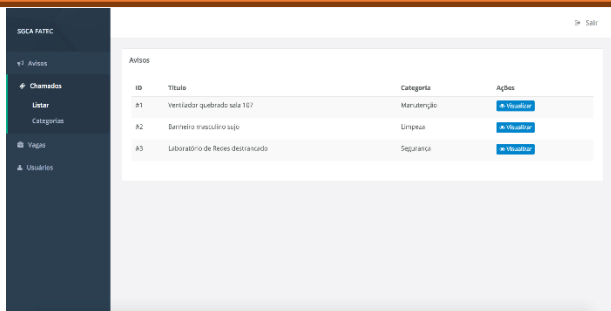 SGCA FATEC
Sair
Avisos
Chamados
Listar
Categorias
Vagas
Usuários
Avisos
ID Título Categoria Ações
#1 Ventilador quebrado sala 107 Manutenção Visualizar
#2 Banheiro masculino sujo Limpeza Visualizar
#3 Laboratório de Redes destrancado Segurança Visualizar